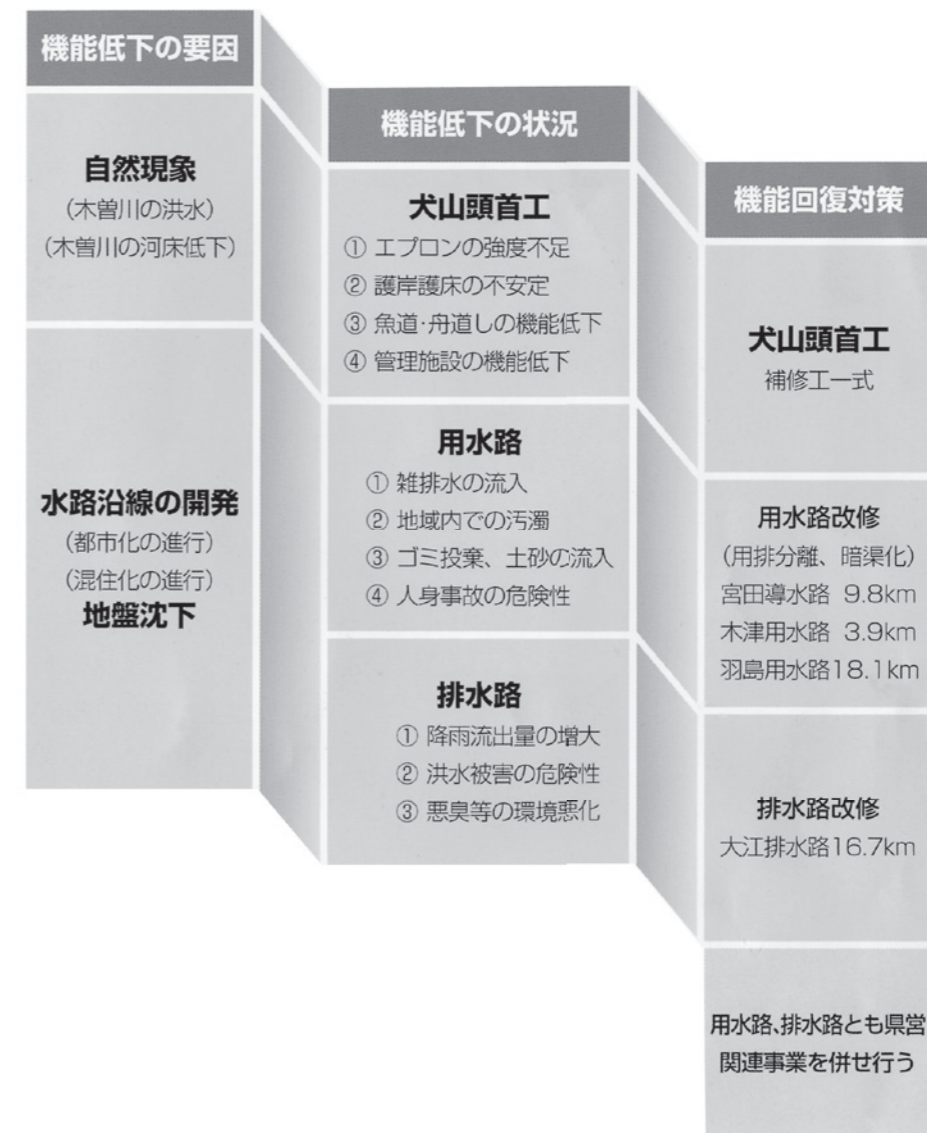 機能低下の要因
自然現象
（木曽川の洪水）
（木曽川の河床低下）
水路沿線の開発
（都市化の進行）
（混住化の進行）
地盤沈下
機能低下の状況
犬山頭首工
① エプロンの強度不足
② 護岸護床の不安定
③ 魚道・舟道しの機能低下
④ 管理施設の機能低下
用水路
① 雑排水の流入
② 地域内での汚濁
③ ゴミ投棄、土砂の流入
④ 人身事故の危険性
排水路
① 降雨流出量の増大
② 洪水被害の危険性
③ 悪臭等の環境悪化
機能回復対策
犬山頭首工
補修工一式
用水路改修
（用排分離、暗渠化）
宮田導水路 9.8km
木津用水路 3.9km
羽島用水路18.1km
排水路改修
大江排水路16.7km
用水路、排水路とも県営
関連事業を併せ行う